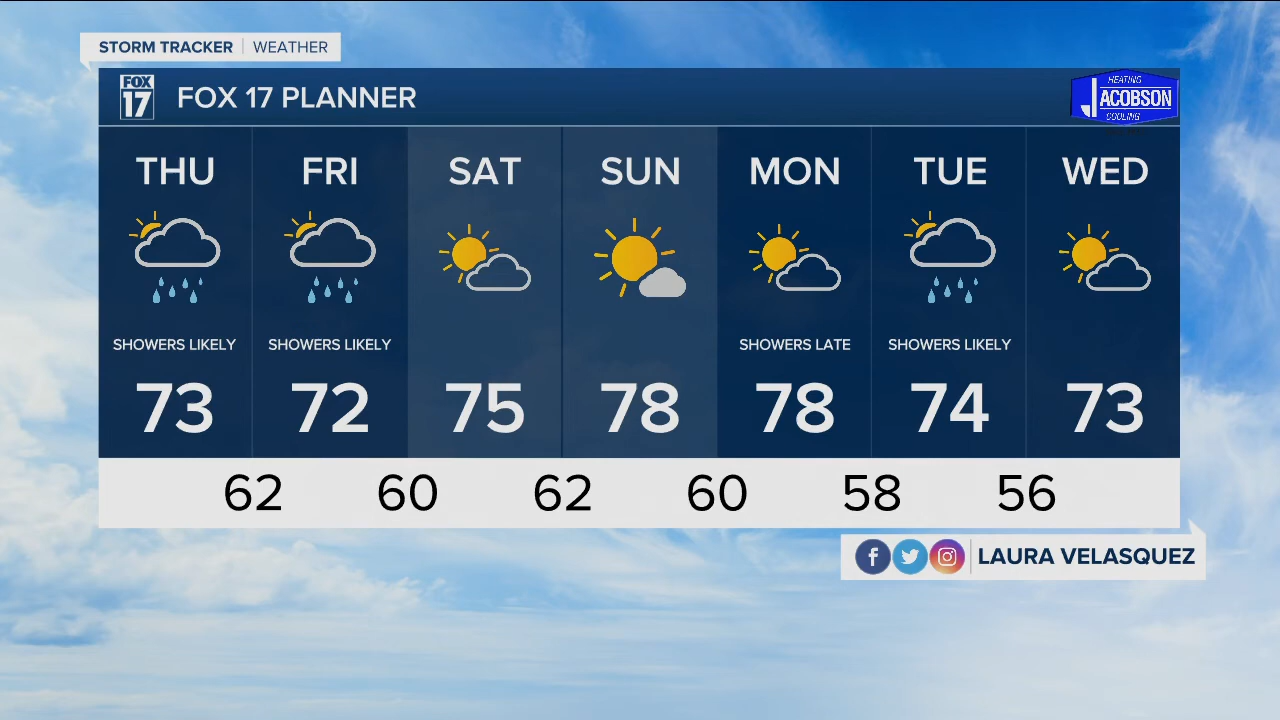 STORM TRACKER | WEATHER
FOX
17
FOX 17 PLANNER
HEATING
JACOBSON
COOLING
THU FRI SAT SUN MON TUE WED
SHOWERS LIKELY SHOWERS LIKELY SHOWERS LATE SHOWERS LIKELY
73 72 75 78 78 74 73
62 60 62 60 58 56
f LAURA VELASQUEZ